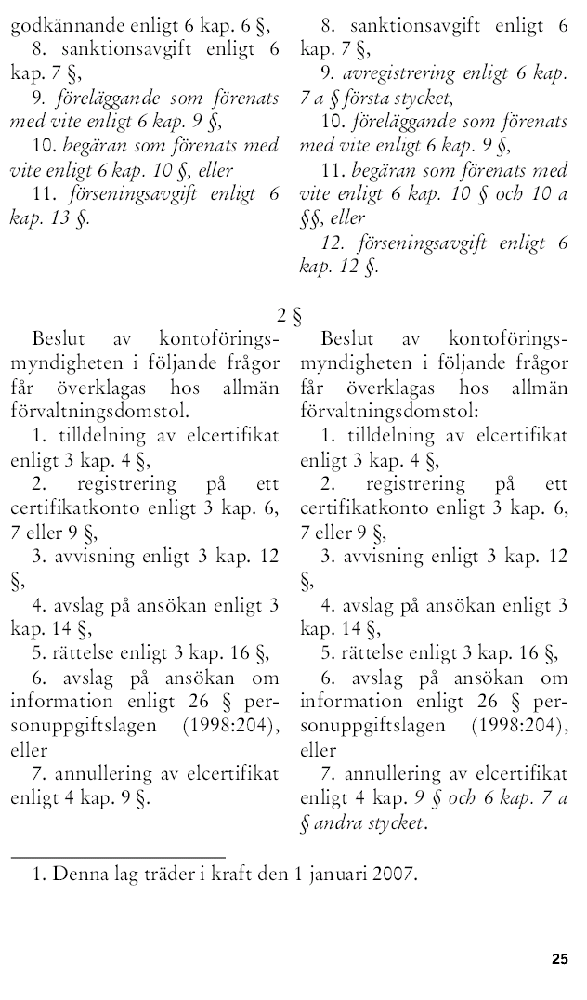 godkännande enligt 6 kap. 6 §,
8. sanktionsavgift enligt 6
kap. 7 §,
9. föreläggande som förenats
med vite enligt 6 kap. 9 §,
10. begäran som förenats med
vite enligt 6 kap. 10 §, eller
11. förseningsavgift enligt 6
kap. 13 §.
8. sanktionsavgift enligt 6
kap. 7 §,
9. avregistrering enligt 6 kap.
7 a § första stycket,
10. föreläggande som förenats
med vite enligt 6 kap. 9 §,
11. begäran som förenats med
vite enligt 6 kap. 10 § och 10 a
§§, eller
12. förseningsavgift enligt 6
kap. 12 §.
2 §
Beslut av kontoförings-
myndigheten i följande frågor
får överklagas hos allmän
förvaltningsdomstol.
1. tilldelning av elcertifikat
enligt 3 kap. 4 §,
2. registrering på ett
certifikatkonto enligt 3 kap. 6,
7 eller 9 §,
3. avvisning enligt 3 kap. 12
§,
4. avslag på ansökan enligt 3
kap. 14 §,
5. rättelse enligt 3 kap. 16 §,
6. avslag på ansökan om
information enligt 26 § per-
sonuppgiftslagen (1998:204),
eller
7. annullering av elcertifikat
enligt 4 kap. 9 §.
Beslut av kontoförings-
myndigheten i följande frågor
får överklagas hos allmän
förvaltningsdomstol:
1. tilldelning av elcertifikat
enligt 3 kap. 4 §,
2. registrering på ett
certifikatkonto enligt 3 kap. 6,
7 eller 9 §,
3. avvisning enligt 3 kap. 12
§,
4. avslag på ansökan enligt 3
kap. 14 §,
5. rättelse enligt 3 kap. 16 §,
6. avslag på ansökan om
information enligt 26 § per-
sonuppgiftslagen (1998:204),
eller
7. annullering av elcertifikat
enligt 4 kap. 9 § och 6 kap. 7 a
§ andra stycket.
1. Denna lag träder i kraft den 1 januari 2007.
25